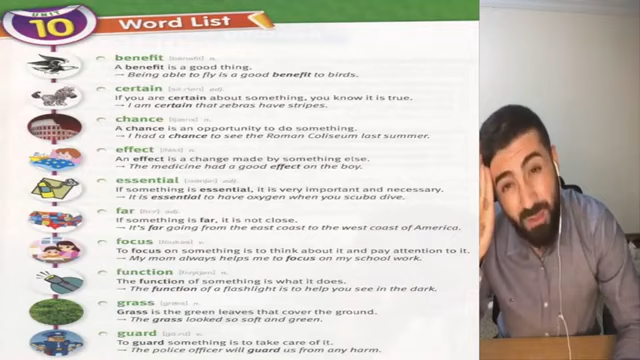 UNIT
10 Word List
benefit n.
A benefit is a good thing.
→ Being able to fly is a good benefit to birds.
certain adj.
If you are certain about something, you know it is true.
→ I am certain that zebras have stripes.
chance n.
A chance is an opportunity to do something.
→ I had a chance to see the Roman Coliseum last summer.
effect n.
An effect is a change made by something else.
→ The medicine had a good effect on the boy.
essential adj.
If something is essential, it is very important and necessary.
→ It is essential to have oxygen when you scuba dive.
far adj.
If something is far, it is not close.
→ It's far going from the east coast to the west coast of America.
focus v.
To focus on something is to think about it and pay attention to it.
→ My mom always helps me to focus on my school work.
function n.
The function of something is what it does.
→ The function of a flashlight is to help you see in the dark.
grass n.
Grass is the green leaves that cover the ground.
→ The grass looked so soft and green.
guard v.
To guard something is to take care of it.
→ The police officer will guard us from any harm.